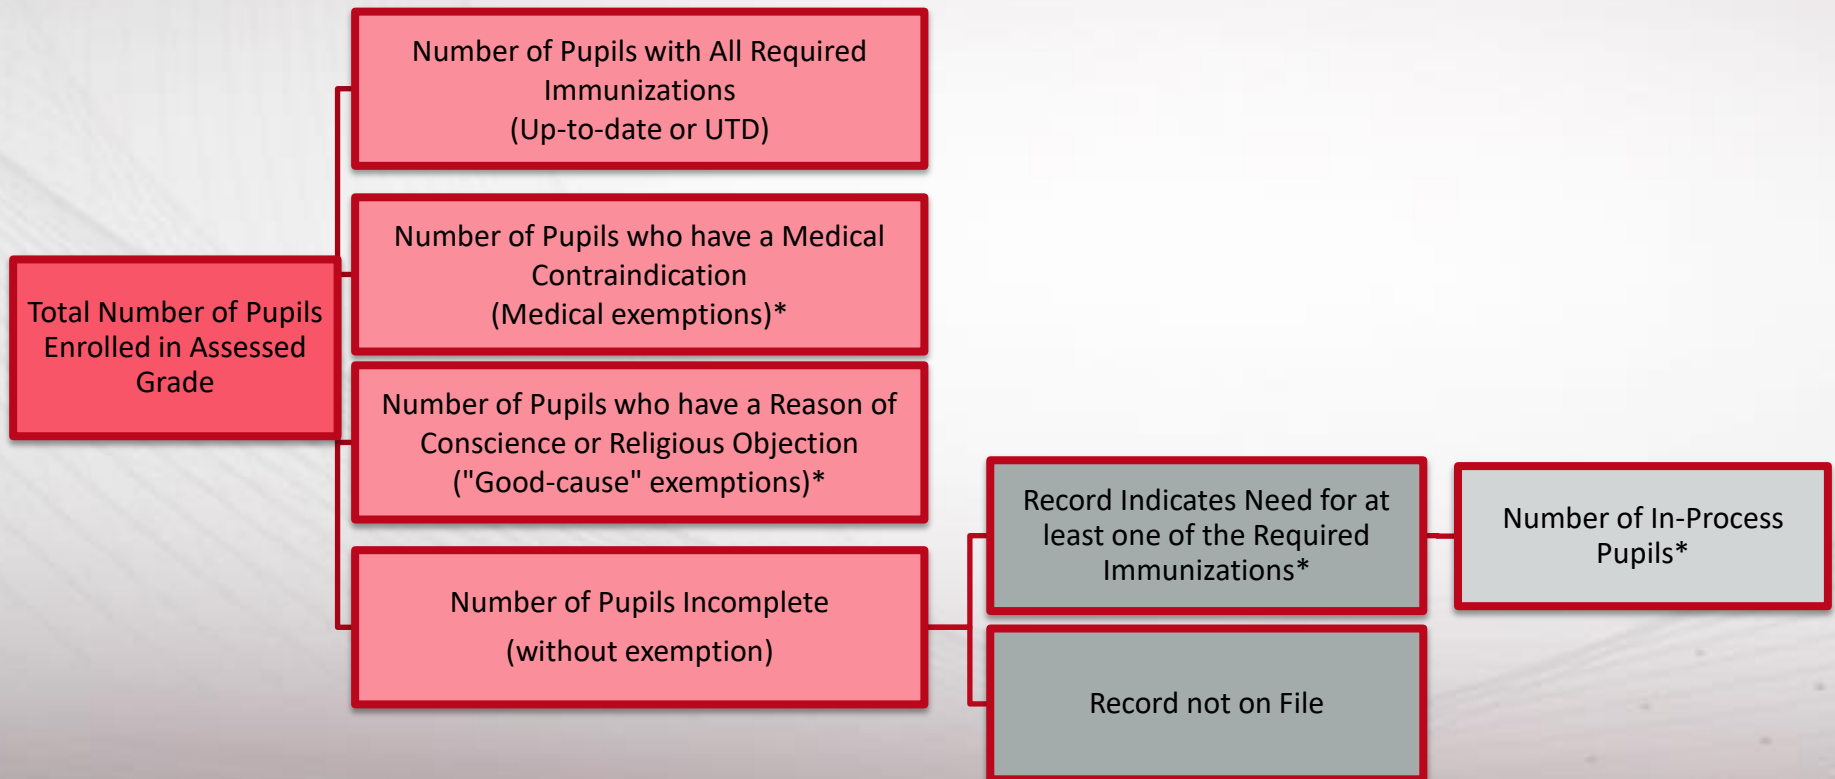 Total Number of Pupils
Enrolled in Assessed
Grade
Number of Pupils with All Required
Immunizations
(Up-to-date or UTD)
Number of Pupils who have a Medical
Contraindication
(Medical exemptions)*
Number of Pupils who have a Reason of
Conscience or Religious Objection
("Good-cause" exemptions)*
Number of Pupils Incomplete
(without exemption)
Record Indicates Need for at
least one of the Required
Immunizations*
Record not on File
Number of In-Process
Pupils*